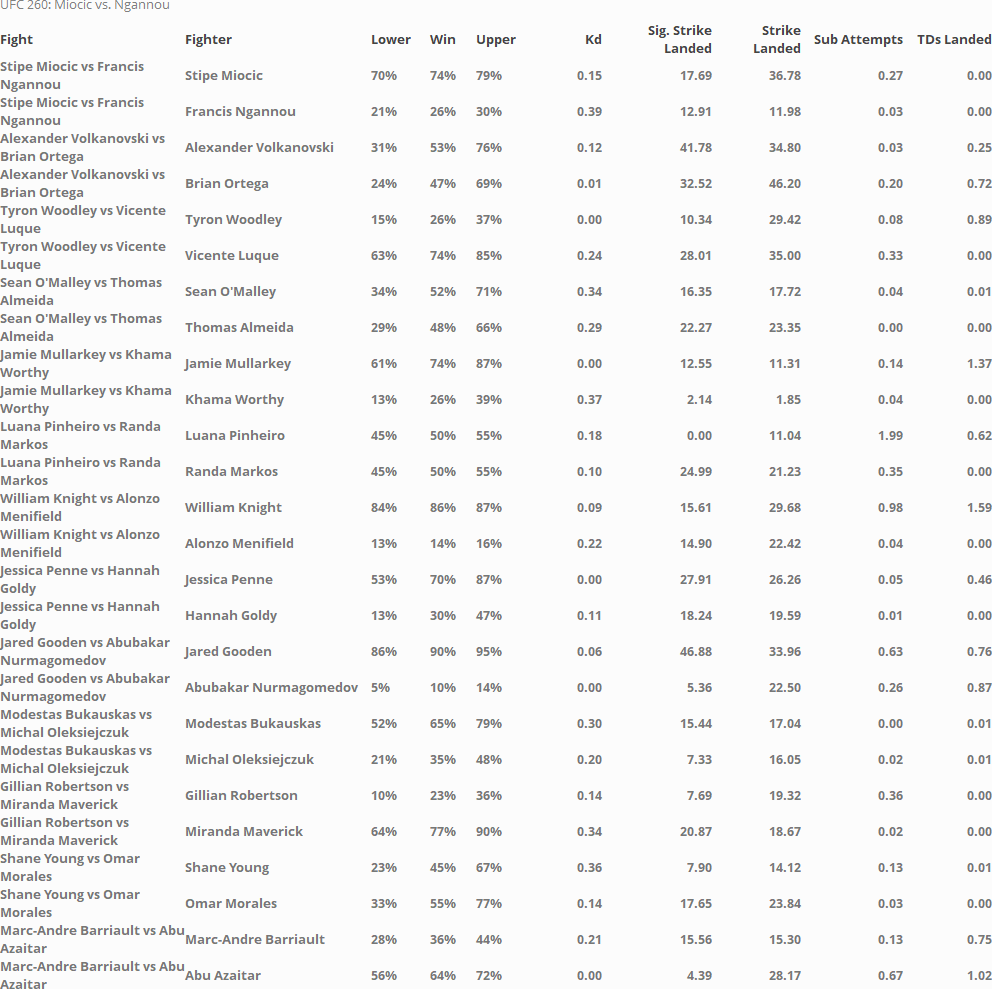 UFC 260: Miocic vs. Ngannou
Fight Fighter Lower Win Upper Kd Sig. Strike Landed Strike Landed Sub Attempts TDs Landed
Stipe Miocic vs Francis Ngannou Stipe Miocic 70% 74% 79% 0.15 17.69 36.78 0.27 0.00
Stipe Miocic vs Francis Ngannou Francis Ngannou 21% 26% 30% 0.39 12.91 11.98 0.03 0.00
Alexander Volkanovski vs Brian Ortega Alexander Volkanovski 31% 53% 76% 0.12 41.78 34.80 0.03 0.25
Alexander Volkanovski vs Brian Ortega Brian Ortega 24% 47% 69% 0.01 32.52 46.20 0.20 0.72
Tyron Woodley vs Vicente Luque Tyron Woodley 15% 26% 37% 0.00 10.34 29.42 0.08 0.89
Tyron Woodley vs Vicente Luque Vicente Luque 63% 74% 85% 0.24 28.01 35.00 0.33 0.00
Sean O'Malley vs Thomas Almeida Sean O'Malley 34% 52% 71% 0.34 16.35 17.72 0.04 0.01
Sean O'Malley vs Thomas Almeida Thomas Almeida 29% 48% 66% 0.29 22.27 23.35 0.00 0.00
Jamie Mullarkey vs Khama Worthy Jamie Mullarkey 61% 74% 87% 0.00 12.55 11.31 0.14 1.37
Jamie Mullarkey vs Khama Worthy Khama Worthy 13% 26% 39% 0.37 2.14 1.85 0.04 0.00
Luana Pinheiro vs Randa Markos Luana Pinheiro 45% 50% 55% 0.18 0.00 11.04 1.99 0.62
Luana Pinheiro vs Randa Markos Randa Markos 45% 50% 55% 0.10 24.99 21.23 0.35 0.00
William Knight vs Alonzo Menifield William Knight 84% 86% 87% 0.09 15.61 29.68 0.98 1.59
William Knight vs Alonzo Menifield Alonzo Menifield 13% 14% 16% 0.22 14.90 22.42 0.04 0.00
Jessica Penne vs Hannah Goldy Jessica Penne 53% 70% 87% 0.00 27.91 26.26 0.05 0.46
Jessica Penne vs Hannah Goldy Hannah Goldy 13% 30% 47% 0.11 18.24 19.59 0.01 0.00
Jared Gooden vs Abubakar Nurmagomedov Jared Gooden 86% 90% 95% 0.06 46.88 33.96 0.63 0.76
Jared Gooden vs Abubakar Nurmagomedov Abubakar Nurmagomedov 5% 10% 14% 0.00 5.36 22.50 0.26 0.87
Modestas Bukauskas vs Michal Oleksiejczuk Modestas Bukauskas 52% 65% 79% 0.30 15.44 17.04 0.00 0.01
Modestas Bukauskas vs Michal Oleksiejczuk Michal Oleksiejczuk 21% 35% 48% 0.20 7.33 16.05 0.02 0.01
Gillian Robertson vs Miranda Maverick Gillian Robertson 10% 23% 36% 0.14 7.69 19.32 0.36 0.00
Gillian Robertson vs Miranda Maverick Miranda Maverick 64% 77% 90% 0.34 20.87 18.67 0.02 0.00
Shane Young vs Omar Morales Shane Young 23% 45% 67% 0.36 7.90 14.12 0.13 0.01
Shane Young vs Omar Morales Omar Morales 33% 55% 77% 0.14 17.65 23.84 0.03 0.00
Marc-Andre Barriault vs Abu Azaitar Marc-Andre Barriault 28% 36% 44% 0.21 15.56 15.30 0.13 0.75
Marc-Andre Barriault vs Abu Azaitar Abu Azaitar 56% 64% 72% 0.00 4.39 28.17 0.67 1.02